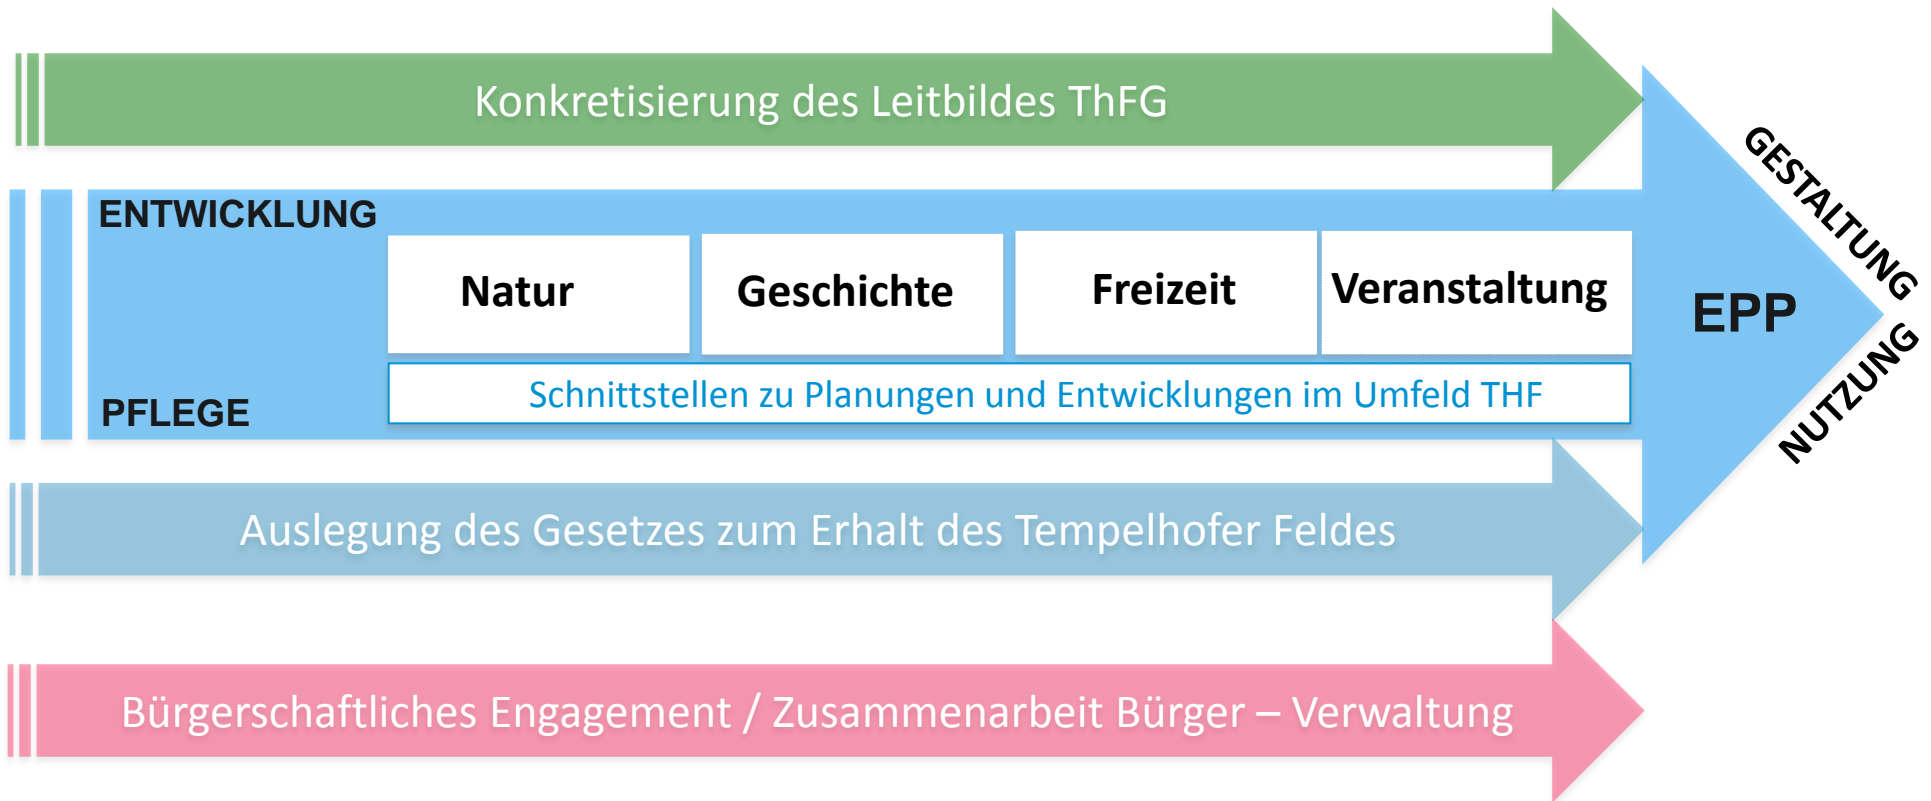 Konkretisierung des Leitbildes ThFG
ENTWICKLUNG
Natur
Geschichte
Freizeit
Veranstaltung
Schnittstellen zu Planungen und Entwicklungen im Umfeld THF
PFLEGE
EPP
GESTALTUNG
NUTZUNG
Auslegung des Gesetzes zum Erhalt des Tempelhofer Feldes
Bürgerschaftliches Engagement / Zusammenarbeit Bürger – Verwaltung